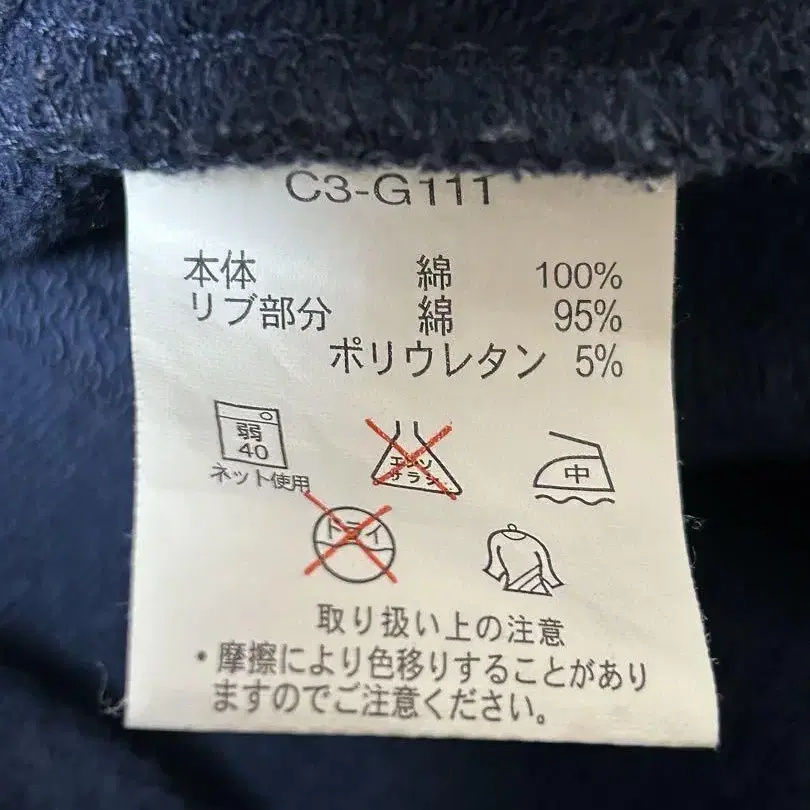 C3-G111
本体 綿 100%
リブ部分 綿 95%
ポリウレタン 5%
弱
40
ネット使用
エンソ
サラシ
中
ドライ
取り扱い上の注意
・摩擦により色移りすることがあり
ますのでご注意ください。